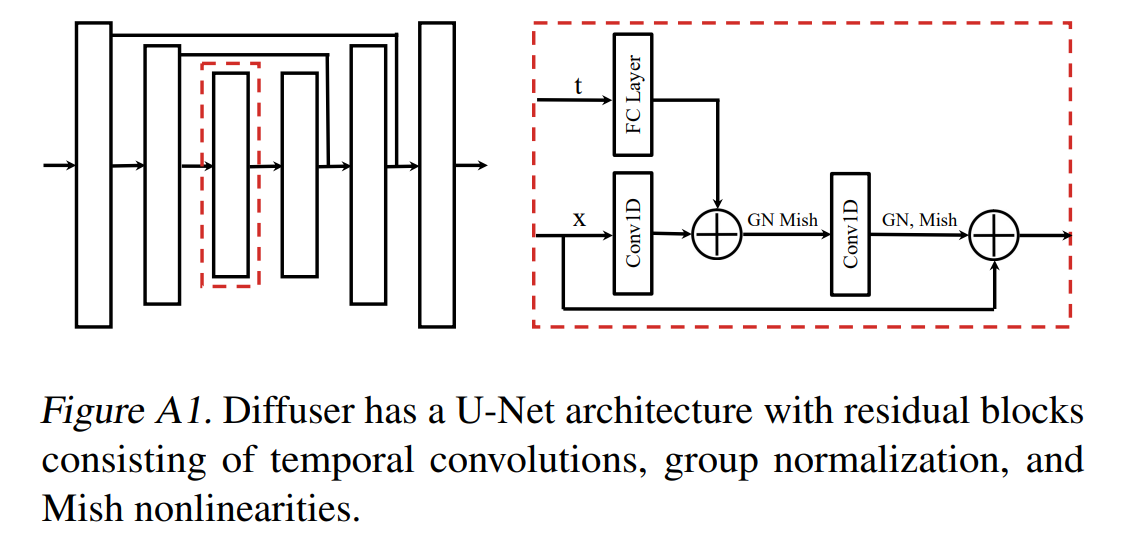 t
FC Layer
x
Conv1D
GN Mish
Conv1D
GN, Mish
Figure A1. Diffuser has a U-Net architecture with residual blocks
consisting of temporal convolutions, group normalization, and
Mish nonlinearities.